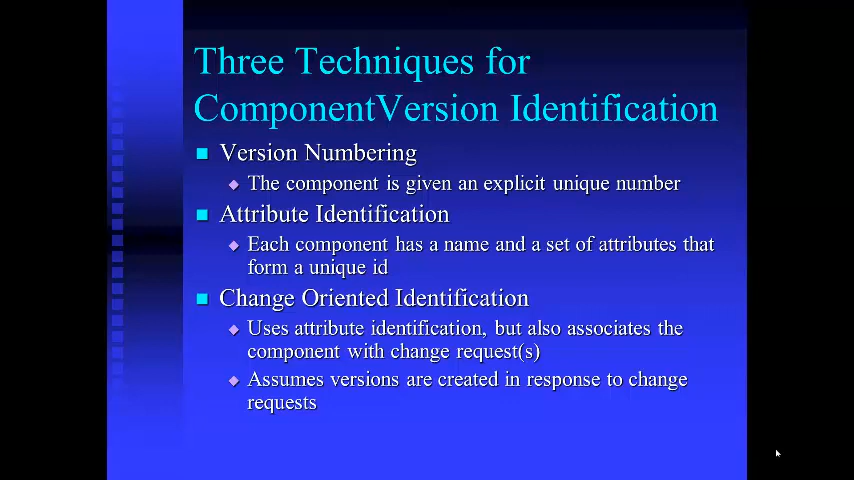 Three Techniques for
ComponentVersion Identification
Version Numbering
The component is given an explicit unique number
Attribute Identification
Each component has a name and a set of attributes that
form a unique id
Change Oriented Identification
Uses attribute identification, but also associates the
component with change request(s)
Assumes versions are created in response to change
requests